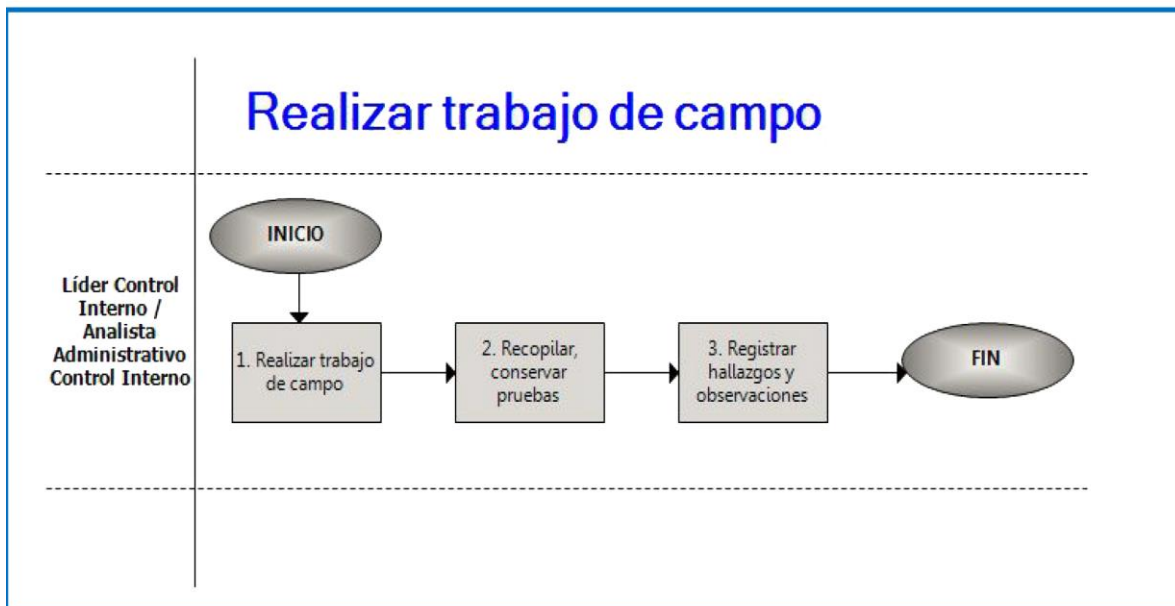 Realizar trabajo de campo
INICIO
Líder Control
Interno /
Analista
Administrativo
Control Interno
1. Realizar trabajo
de campo
2. Recopilar,
conservar
pruebas
3. Registrar
hallazgos y
observaciones
FIN